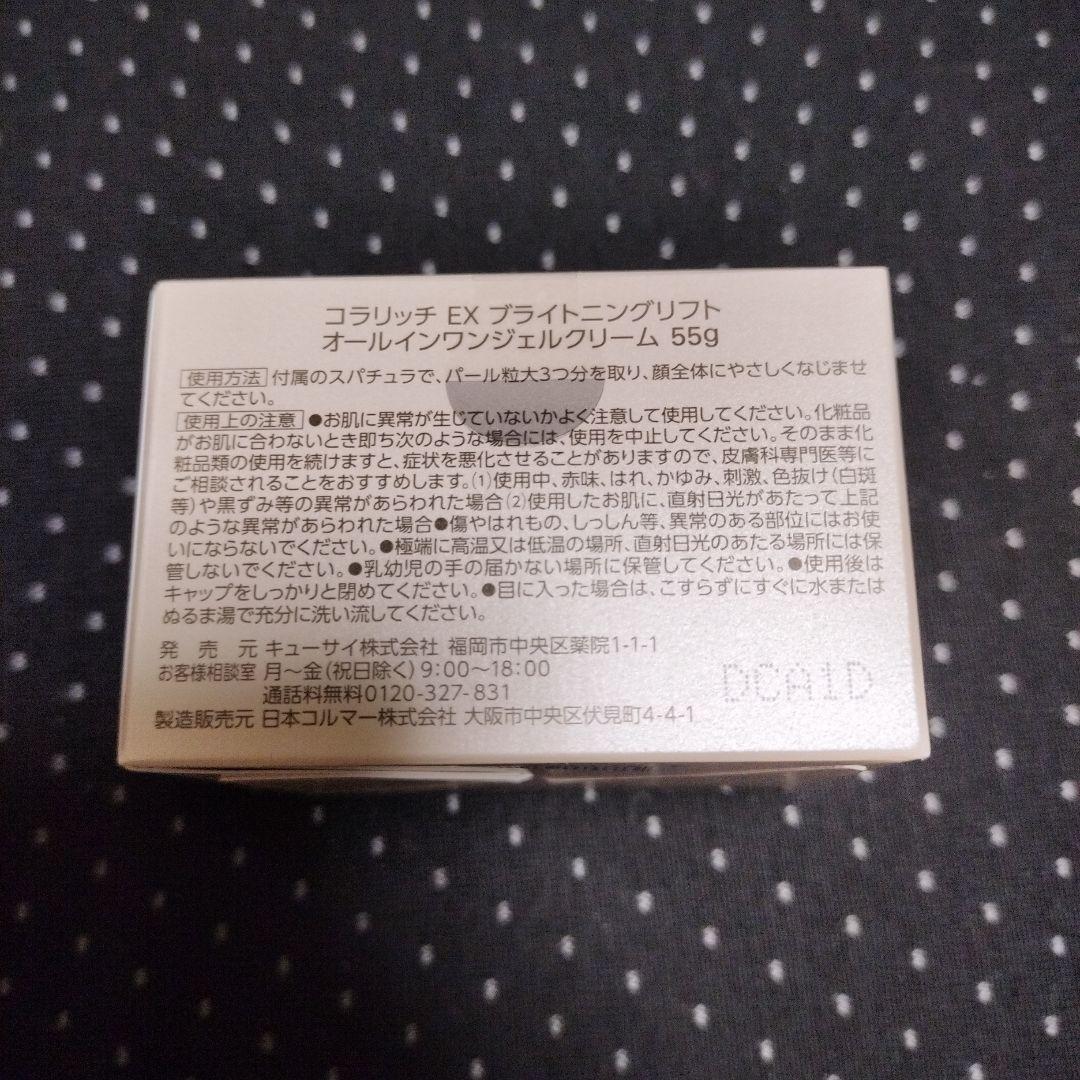 コラリッチ EX ブライトニングリフト
オールインワンジェルクリーム 55g
使用方法 付属のスパチュラで、パール粒大3つ分を取り、顔全体にやさしくなじませ
てください。
使用上の注意 ●お肌に異常が生じていないかよく注意して使用してください。化粧品
がお肌に合わないとき即ち次のような場合には、使用を中止してください。そのまま化
粧品類の使用を続けますと、症状を悪化させることがありますので、皮膚科専門医等に
ご相談されることをおすすめします。(1)使用中、赤味、はれ、かゆみ、刺激、色抜け(白斑
等)や黒ずみ等の異常があらわれた場合(2)使用したお肌に、直射日光があたって上記
のような異常があらわれた場合●傷やはれもの、しっしん等、異常のある部位にはお使
いにならないでください。●極端に高温又は低温の場所、直射日光のあたる場所には保
管しないでください。●乳幼児の手の届かない場所に保管してください。●使用後は
キャップをしっかりと閉めてください。●目に入った場合は、こすらずにすぐに水または
ぬるま湯で充分に洗い流してください。
発売元 キューサイ株式会社 福岡市中央区薬院1-1-1
お客様相談室 月～金(祝日除く)9:00～18:00
通話料無料0120-327-831
DCA1D
製造販売元 日本コルマー株式会社 大阪市中央区伏見町4-4-1